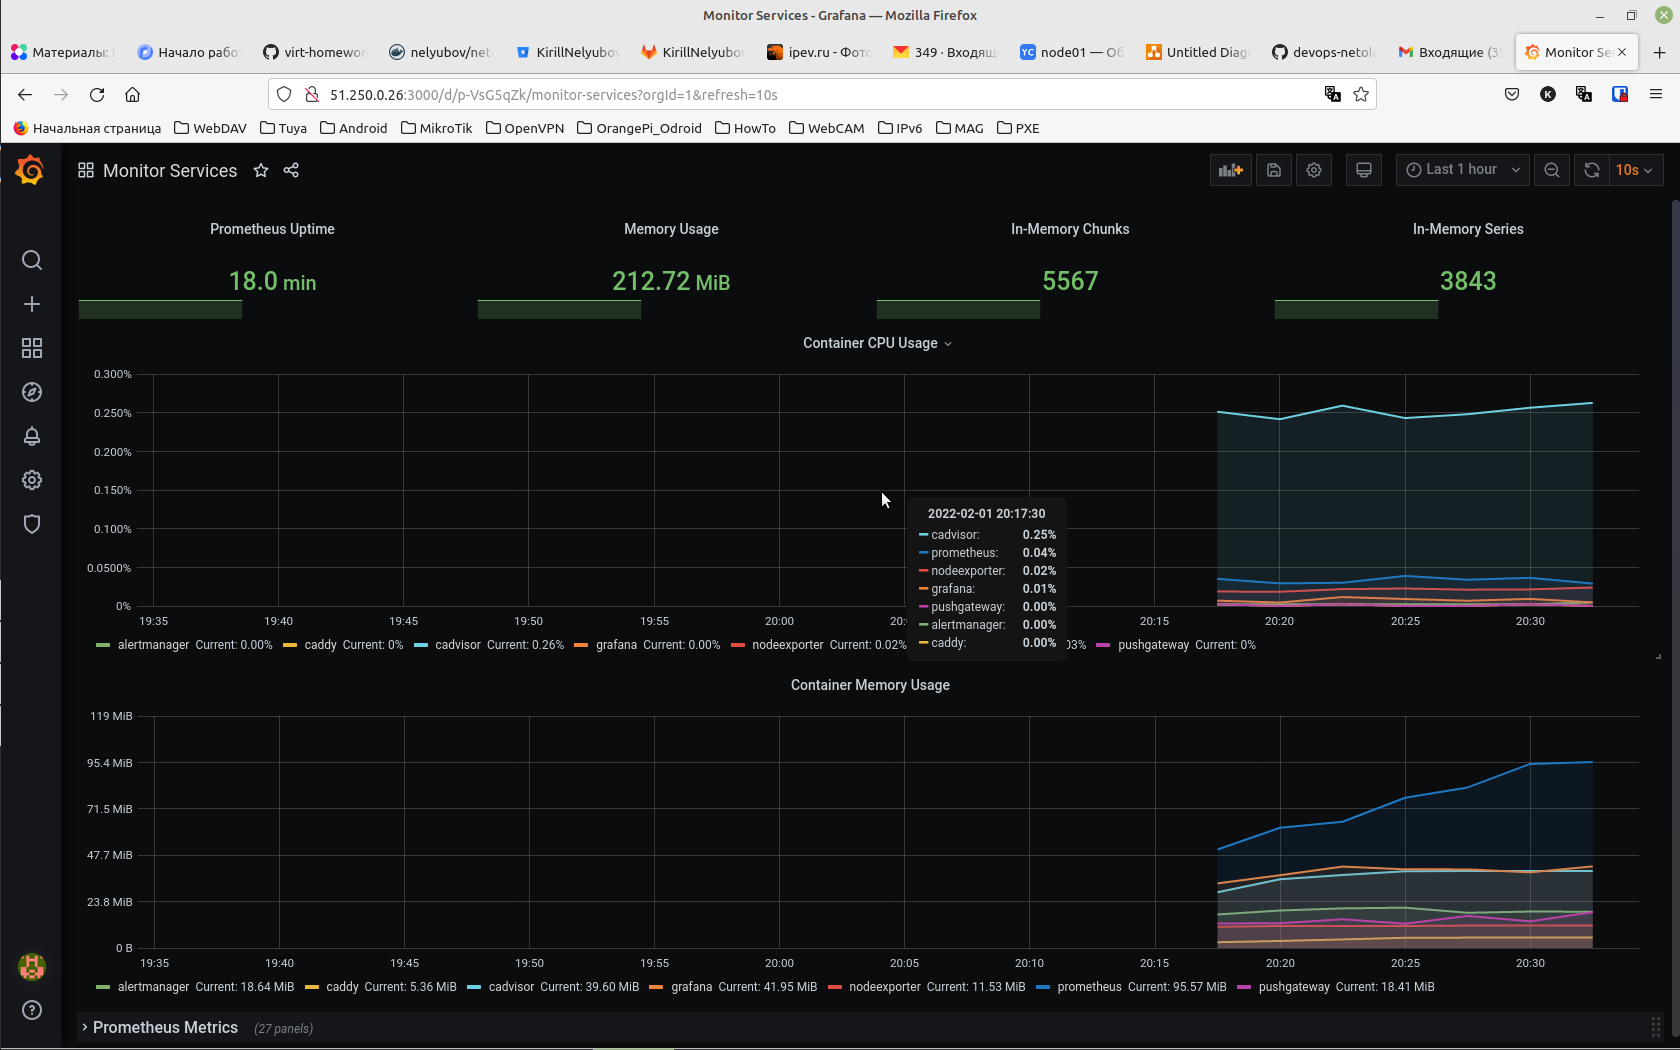 Monitor Services - Grafana — Mozilla Firefox
Материалы: Начало рабо virt-homewor nelyubov/net KirillNelyubov KirillNelyubov ipev.ru - Фото 349 · Входящ node01 — Об Untitled Diag devops-netol Входящие (3 Monitor Se
51.250.0.26:3000/d/p-VsG5qZk/monitor-services?orgId=1&refresh=10s
Начальная страница WebDAV Tuya Android MikroTik OpenVPN OrangePi_Odroid HowTo WebCAM IPv6 MAG PXE
Monitor Services Last 1 hour 10s
Prometheus Uptime Memory Usage In-Memory Chunks In-Memory Series
18.0 min 212.72 MiB 5567 3843
Container CPU Usage
0.300%
0.250%
0.200%
0.150%
0.100%
0.0500%
0%
19:35 19:40 19:45 19:50 19:55 20:00 20:0 20:15 20:20 20:25 20:30
2022-02-01 20:17:30
cadvisor: 0.25%
prometheus: 0.04%
nodeexporter: 0.02%
grafana: 0.01%
pushgateway: 0.00%
alertmanager: 0.00%
caddy: 0.00%
alertmanager Current: 0.00% caddy Current: 0% cadvisor Current: 0.26% grafana Current: 0.00% nodeexporter Current: 0.02% 03% pushgateway Current: 0%
Container Memory Usage
119 MiB
95.4 MiB
71.5 MiB
47.7 MiB
23.8 MiB
0 B
19:35 19:40 19:45 19:50 19:55 20:00 20:05 20:10 20:15 20:20 20:25 20:30
alertmanager Current: 18.64 MiB caddy Current: 5.36 MiB cadvisor Current: 39.60 MiB grafana Current: 41.95 MiB nodeexporter Current: 11.53 MiB prometheus Current: 95.57 MiB pushgateway Current: 18.41 MiB
Prometheus Metrics (27 panels)